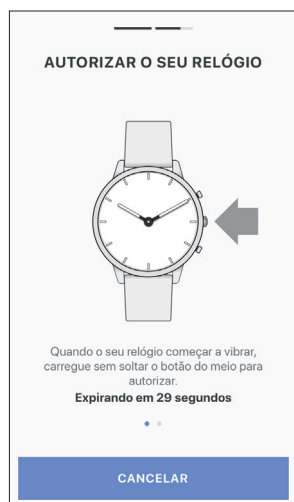 AUTORIZAR O SEU RELÓGIO
Quando o seu relógio começar a vibrar,
carregue sem soltar o botão do meio para
autorizar.
Expirando em 29 segundos
CANCELAR